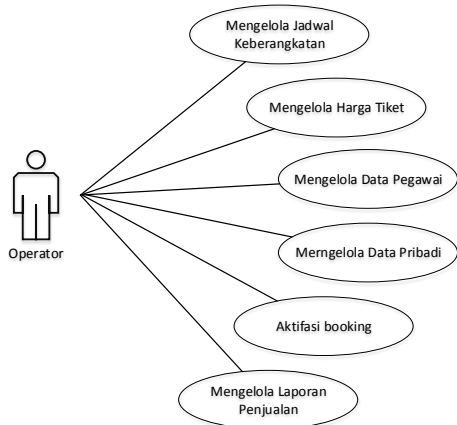 Mengelola Jadwal
Keberangkatan
Mengelola Harga Tiket
Mengelola Data Pegawai
Merngelola Data Pribadi
Operator
Aktifasi booking
Mengelola Laporan
Penjualan